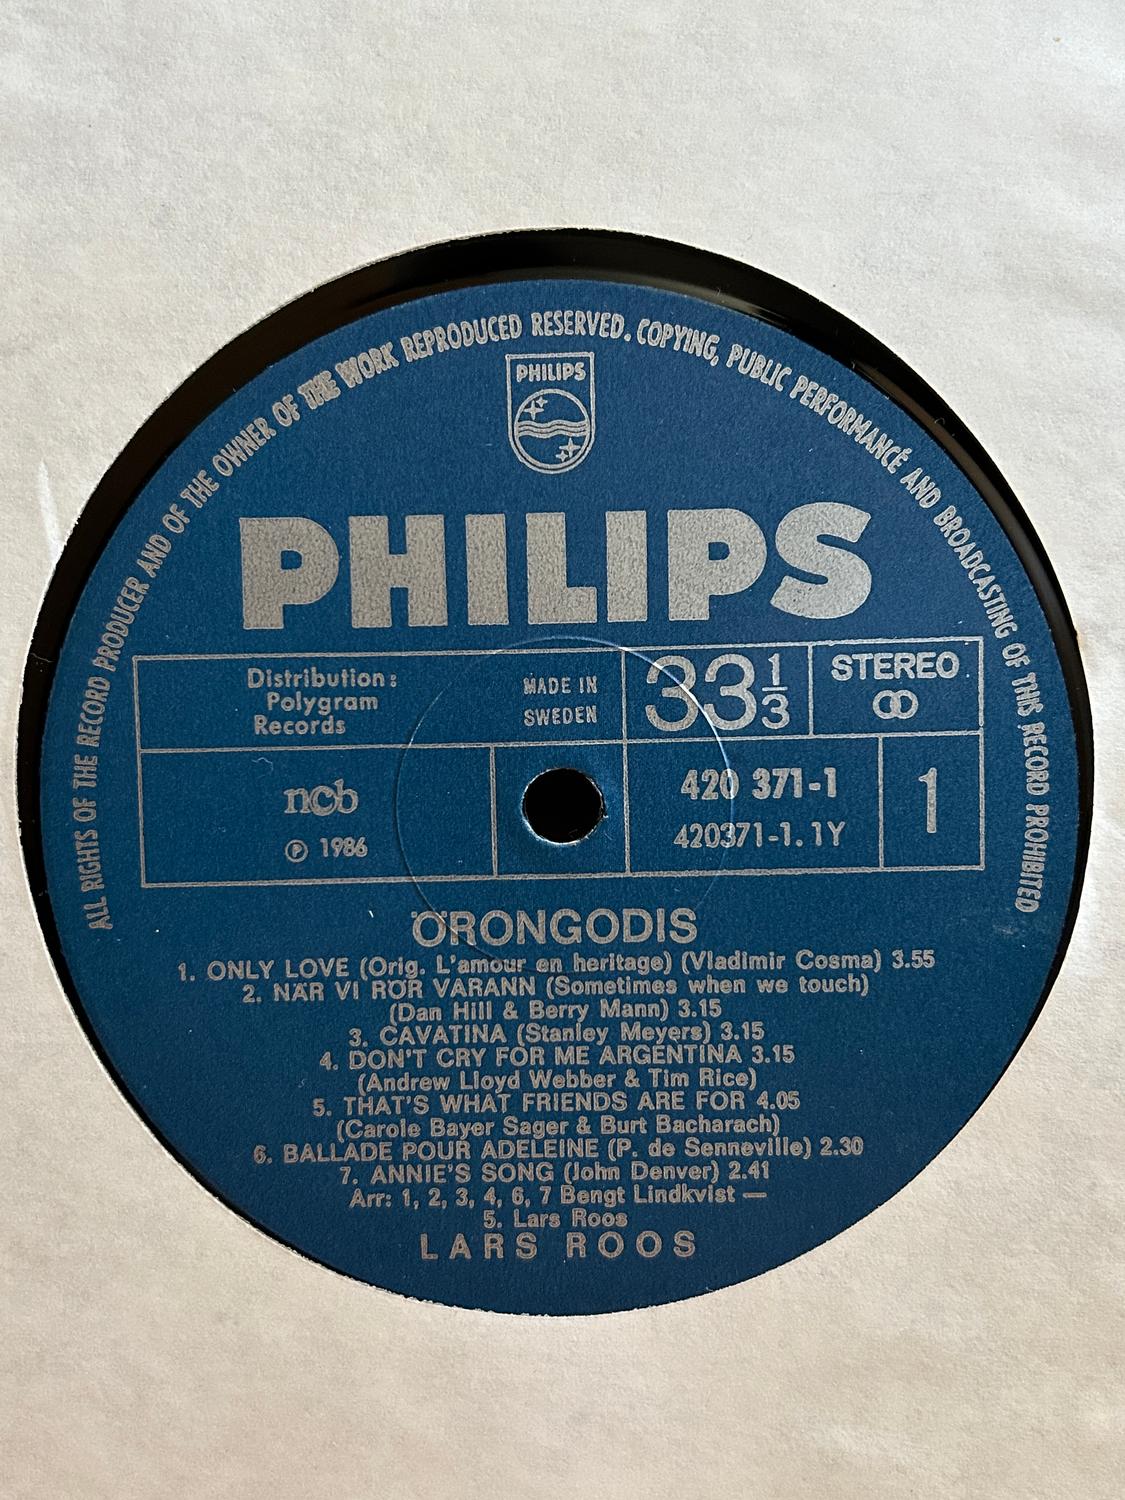 ALL RIGHTS OF THE RECORD PRODUCER AND OF THE OWNER OF THE WORK REPRODUCED RESERVED. COPYING, PUBLIC PERFORMANCE AND BROADCASTING OF THIS RECORD PROHIBITED
PHILIPS
PHILIPS
Distribution:
Polygram
Records
MADE IN
SWEDEN
33 1/3
STEREO
ncb
℗ 1986
420 371-1
420371-1. 1Y
1
ÖRONGODIS
1. ONLY LOVE (Orig. L'amour en heritage) (Vladimir Cosma) 3.55
2. NÄR VI RÖR VARANN (Sometimes when we touch)
(Dan Hill & Berry Mann) 3.15
3. CAVATINA (Stanley Meyers) 3.15
4. DON'T CRY FOR ME ARGENTINA 3.15
(Andrew Lloyd Webber & Tim Rice)
5. THAT'S WHAT FRIENDS ARE FOR 4.05
(Carole Bayer Sager & Burt Bacharach)
6. BALLADE POUR ADELEINE (P. de Senneville) 2.30
7. ANNIE'S SONG (John Denver) 2.41
Arr: 1, 2, 3, 4, 6, 7 Bengt Lindkvist —
5. Lars Roos
LARS ROOS